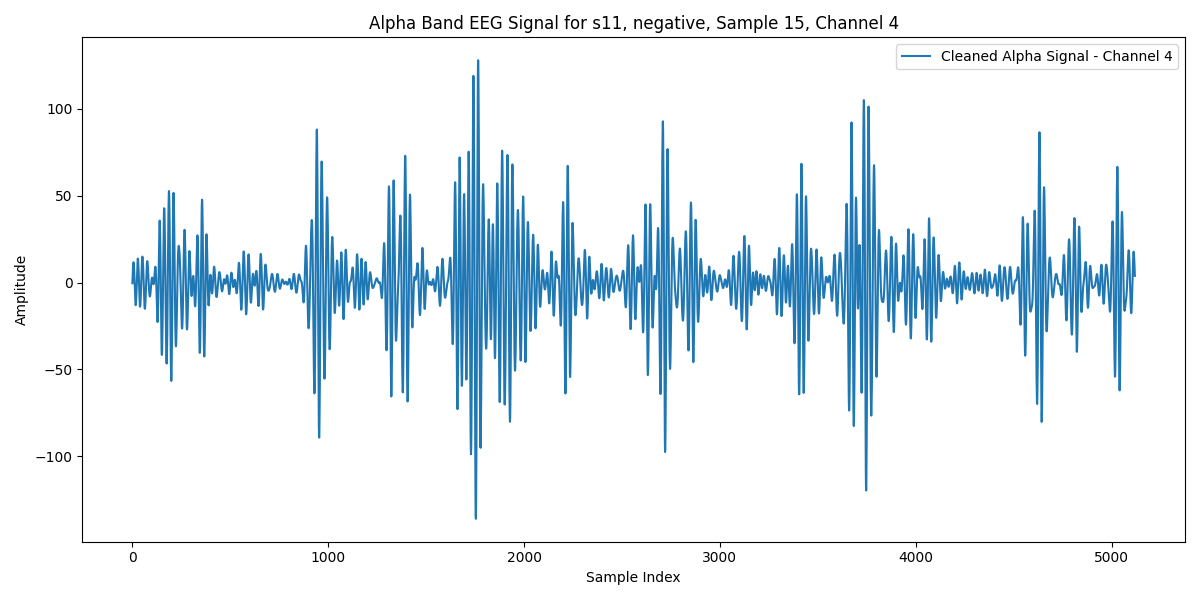 Alpha Band EEG Signal for s11, negative, Sample 15, Channel 4
Cleaned Alpha Signal - Channel 4
Amplitude
100
50
0
−50
−100
0 1000 2000 3000 4000 5000
Sample Index